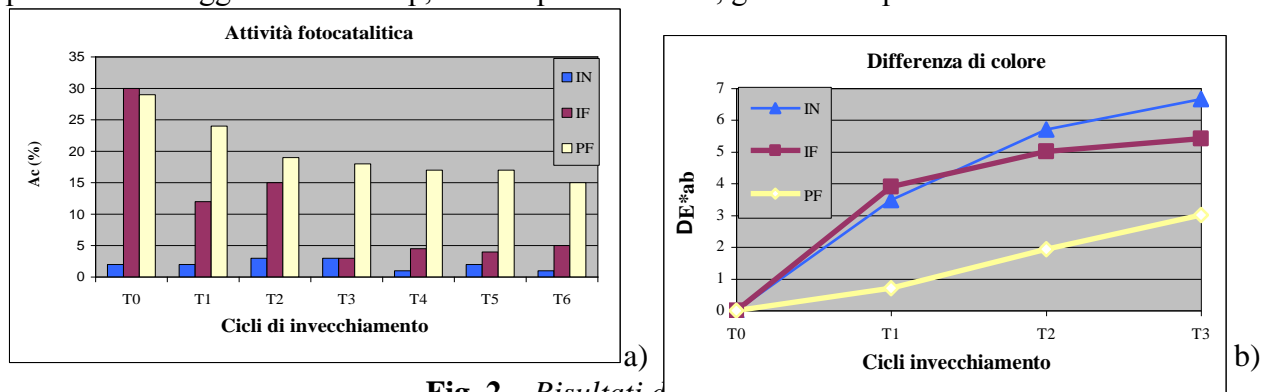 Attività fotocatalitica
35
30
25
20
15
10
5
0
Ac (%)
T0 T1 T2 T3 T4 T5 T6
Cicli di invecchiamento
IN
IF
PF
a)
Differenza di colore
7
6
5
4
3
2
1
0
DE*ab
T0 T1 T2 T3
Cicli invecchiamento
IN
IF
PF
b)
Fig. 2 – Risultati d